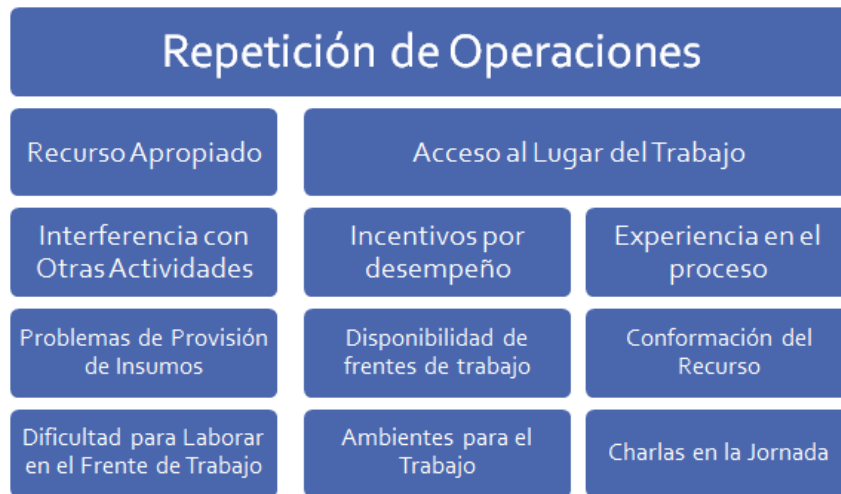 Repetición de Operaciones
Recurso Apropiado
Acceso al Lugar del Trabajo
Interferencia con
Otras Actividades
Incentivos por
desempeño
Experiencia en el
proceso
Problemas de Provisión
de Insumos
Disponibilidad de
frentes de trabajo
Conformación del
Recurso
Dificultad para Laborar
en el Frente de Trabajo
Ambientes para el
Trabajo
Charlas en la Jornada